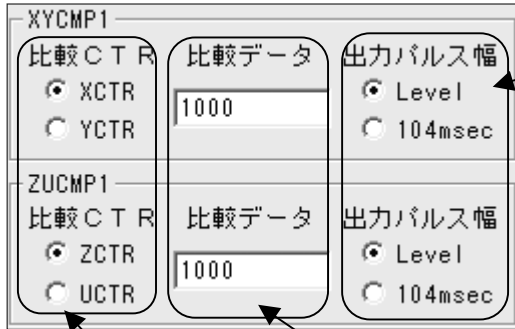 XYCMP1
比較ＣＴＲ 比較データ 出力パルス幅
XCTR 1000 Level
YCTR 104msec
ZUCMP1
比較ＣＴＲ 比較データ 出力パルス幅
ZCTR 1000 Level
UCTR 104msec